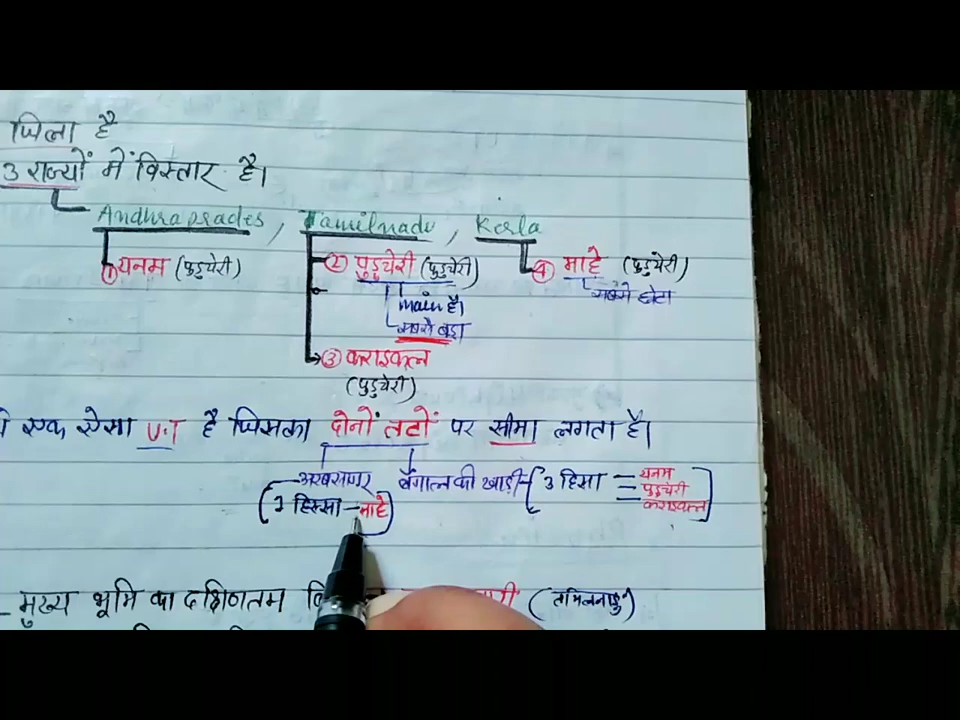 जिला है
3 राज्यों में विस्तार है।
Andhraprades, Tamilnadu, Kerla
① यनम (पुडुचेरी) ② पुडुचेरी (पुडुचेरी) ④ माहे (पुडुचेरी)
main है। सबसे छोटा
सबसे बड़ा
③ कराइकल
(पुडुचेरी)
एक ऐसा U.T है जिसका दोनों तटों पर सीमा लगता है।
अरबसागर बंगाल की खाड़ी - 3 हिसा = यनम
(1 हिस्सा - माहे) पुडुचेरी
कराइकल
मुख्य भूमि का दक्षिणतम (तमिलनाडु)